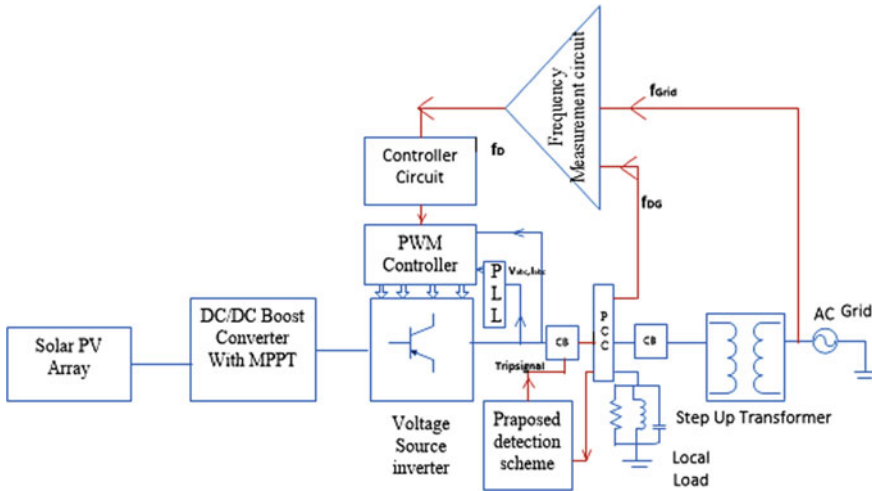 Frequency
Measurement circuit
fGrid
fD
fDG
Controller
Circuit
PWM
Controller
Vabc,Iabc
P
L
L
Solar PV
Array
DC/DC Boost
Converter
With MPPT
CB
P
C
C
CB
AC Grid
Tripsignal
Voltage
Source
inverter
Praposed
detection
scheme
Step Up Transformer
Local
Load